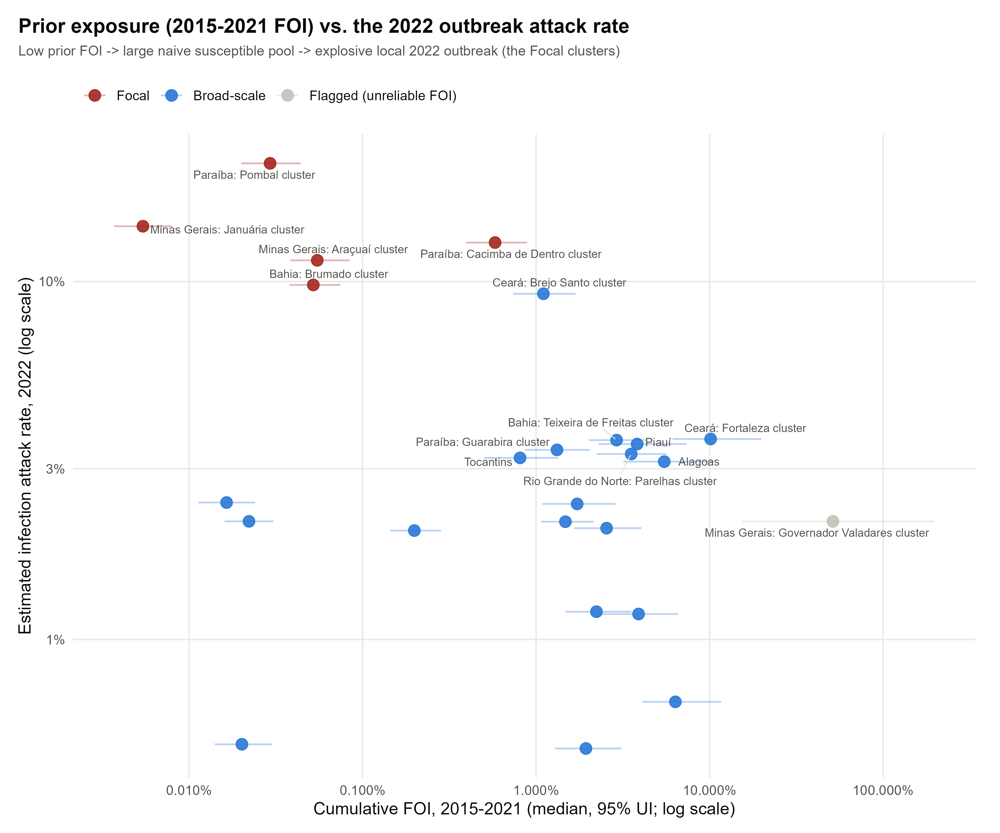 Prior exposure (2015-2021 FOI) vs. the 2022 outbreak attack rate
Low prior FOI -> large naive susceptible pool -> explosive local 2022 outbreak (the Focal clusters)
Focal
Broad-scale
Flagged (unreliable FOI)
Paraíba: Pombal cluster
Minas Gerais: Januária cluster
Minas Gerais: Araçuaí cluster
Paraíba: Cacimba de Dentro cluster
Bahia: Brumado cluster
Ceará: Brejo Santo cluster
Bahia: Teixeira de Freitas cluster
Ceará: Fortaleza cluster
Paraíba: Guarabira cluster
Piauí
Tocantins
Alagoas
Rio Grande do Norte: Parelhas cluster
Minas Gerais: Governador Valadares cluster
10%
3%
1%
Estimated infection attack rate, 2022 (log scale)
0.010%
0.100%
1.000%
10.000%
100.000%
Cumulative FOI, 2015-2021 (median, 95% UI; log scale)